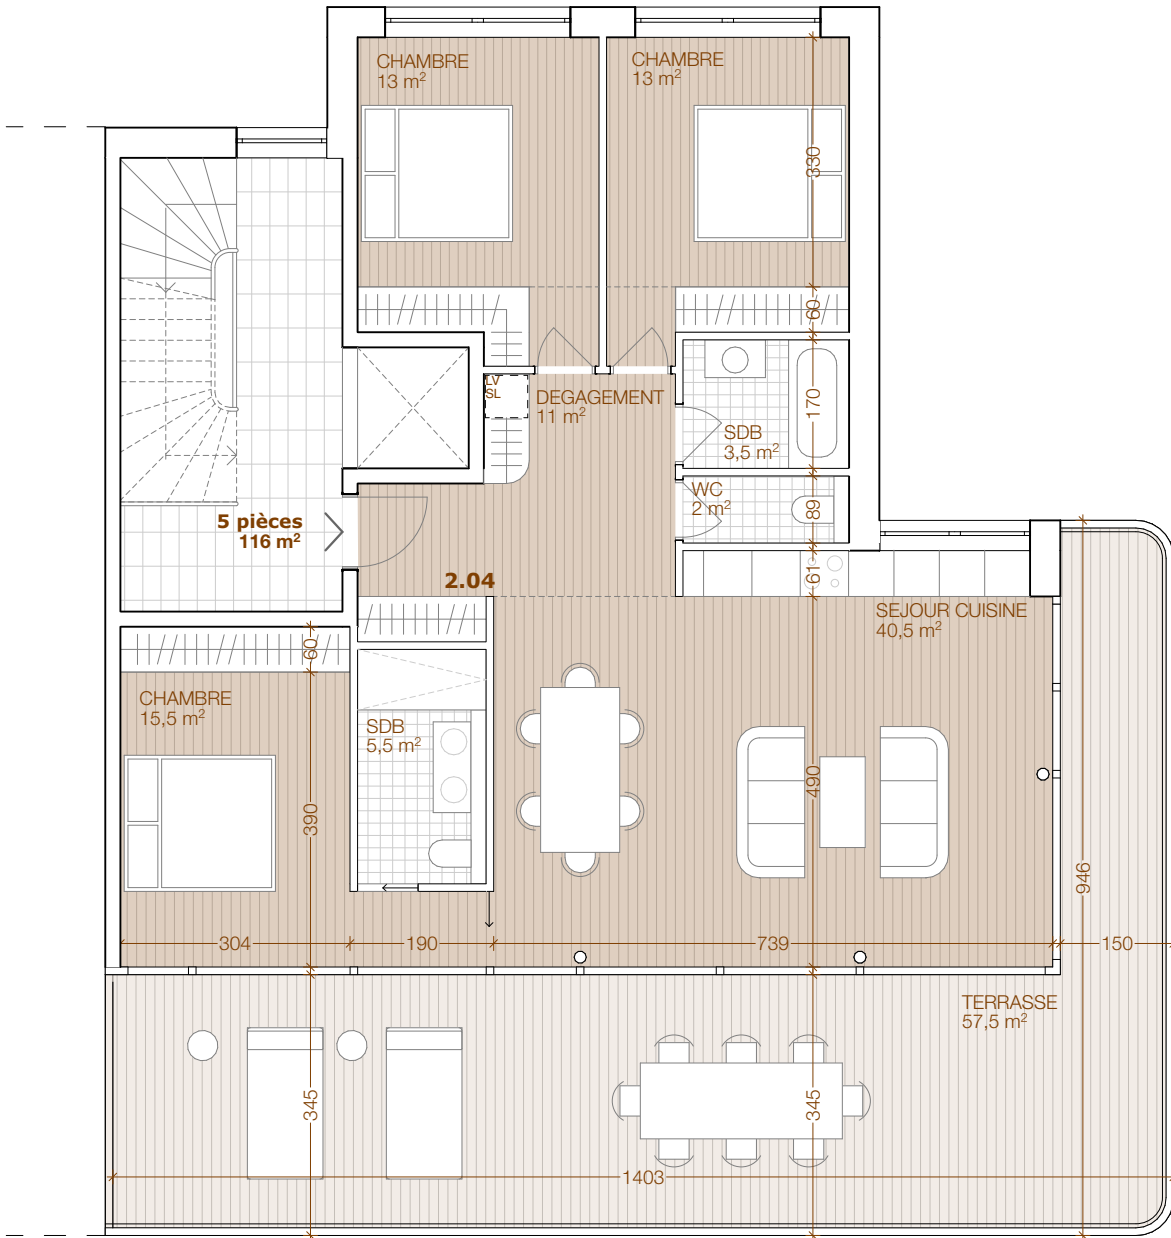 CHAMBRE
13 m²
CHAMBRE
13 m²
330
60
LV
SL
DEGAGEMENT
11 m²
170
SDB
3,5 m²
WC
2 m²
89
5 pièces
116 m²
2.04
61
SEJOUR CUISINE
40,5 m²
60
CHAMBRE
15,5 m²
SDB
5,5 m²
390
490
946
304
190
739
150
TERRASSE
57,5 m²
345
345
1403